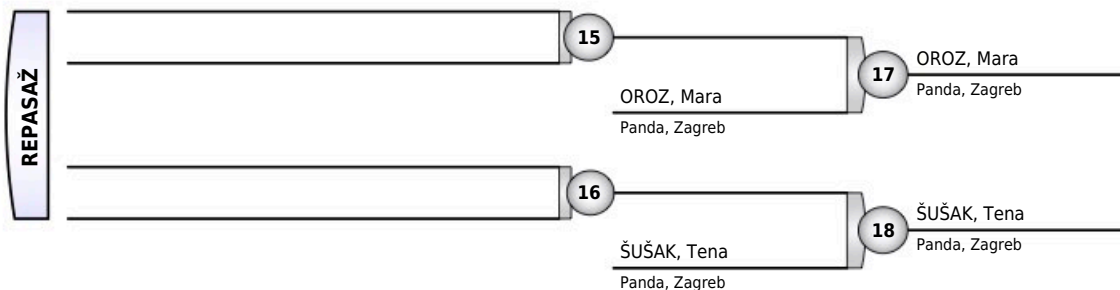 REPASAŽ
15
OROZ, Mara
Panda, Zagreb
17
OROZ, Mara
Panda, Zagreb
16
ŠUŠAK, Tena
Panda, Zagreb
18
ŠUŠAK, Tena
Panda, Zagreb